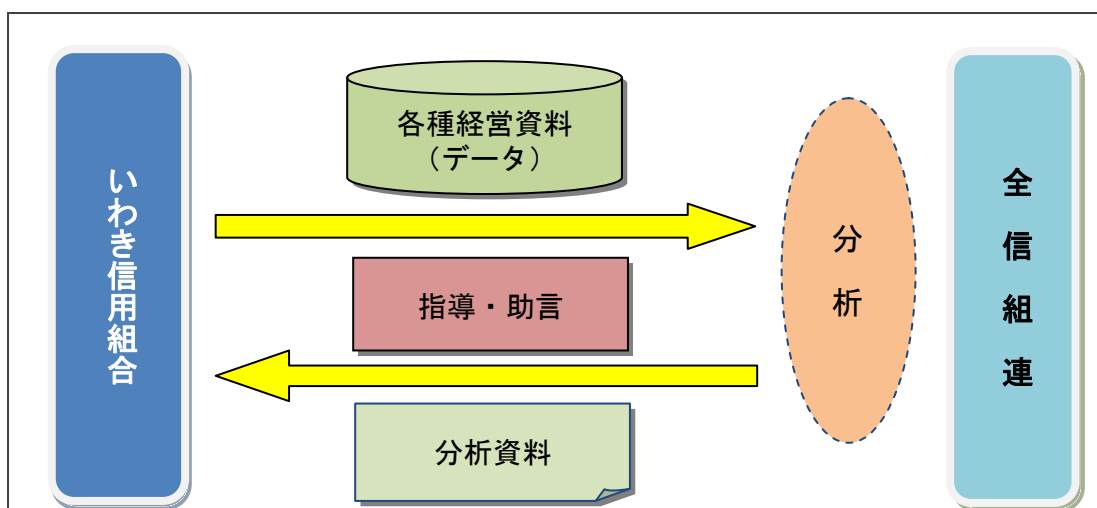 いわき信用組合
各種経営資料
（データ）
指導・助言
分析資料
分析
全信組連